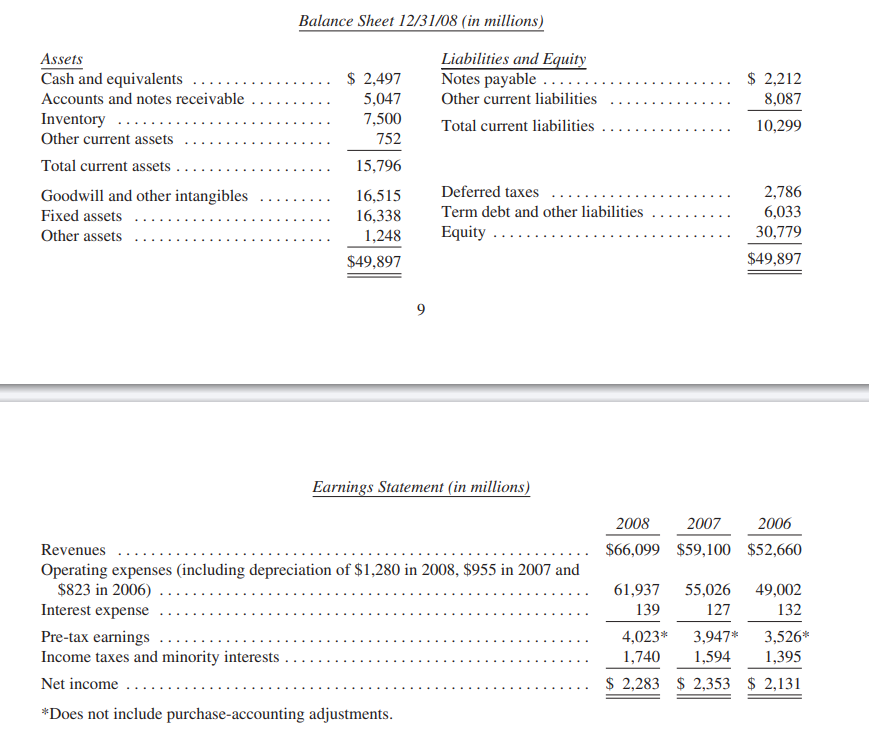 Balance Sheet 12/31/08 (in millions)
Assets
Cash and equivalents . . . . . . . . . . . . . . . . . $ 2,497
Accounts and notes receivable . . . . . . . . . . 5,047
Inventory . . . . . . . . . . . . . . . . . . . . . . . . . . 7,500
Other current assets . . . . . . . . . . . . . . . . . . 752
Total current assets . . . . . . . . . . . . . . . . . . . 15,796
Goodwill and other intangibles . . . . . . . . . 16,515
Fixed assets . . . . . . . . . . . . . . . . . . . . . . . . 16,338
Other assets . . . . . . . . . . . . . . . . . . . . . . . . 1,248
$49,897
Liabilities and Equity
Notes payable . . . . . . . . . . . . . . . . . . . . . . . $ 2,212
Other current liabilities . . . . . . . . . . . . . . . 8,087
Total current liabilities . . . . . . . . . . . . . . . . 10,299
Deferred taxes . . . . . . . . . . . . . . . . . . . . . . 2,786
Term debt and other liabilities . . . . . . . . . . 6,033
Equity . . . . . . . . . . . . . . . . . . . . . . . . . . . . . 30,779
$49,897
9
Earnings Statement (in millions)
2008 2007 2006
Revenues . . . . . . . . . . . . . . . . . . . . . . . . . . . . . . . . . . . . . . . . . . . . . . . . . . . . . . . . . $66,099 $59,100 $52,660
Operating expenses (including depreciation of $1,280 in 2008, $955 in 2007 and
$823 in 2006) . . . . . . . . . . . . . . . . . . . . . . . . . . . . . . . . . . . . . . . . . . . . . . . . . . . . 61,937 55,026 49,002
Interest expense . . . . . . . . . . . . . . . . . . . . . . . . . . . . . . . . . . . . . . . . . . . . . . . . . . . . 139 127 132
Pre-tax earnings . . . . . . . . . . . . . . . . . . . . . . . . . . . . . . . . . . . . . . . . . . . . . . . . . . . . 4,023* 3,947* 3,526*
Income taxes and minority interests . . . . . . . . . . . . . . . . . . . . . . . . . . . . . . . . . . . . . 1,740 1,594 1,395
Net income . . . . . . . . . . . . . . . . . . . . . . . . . . . . . . . . . . . . . . . . . . . . . . . . . . . . . . . . $ 2,283 $ 2,353 $ 2,131
*Does not include purchase-accounting adjustments.